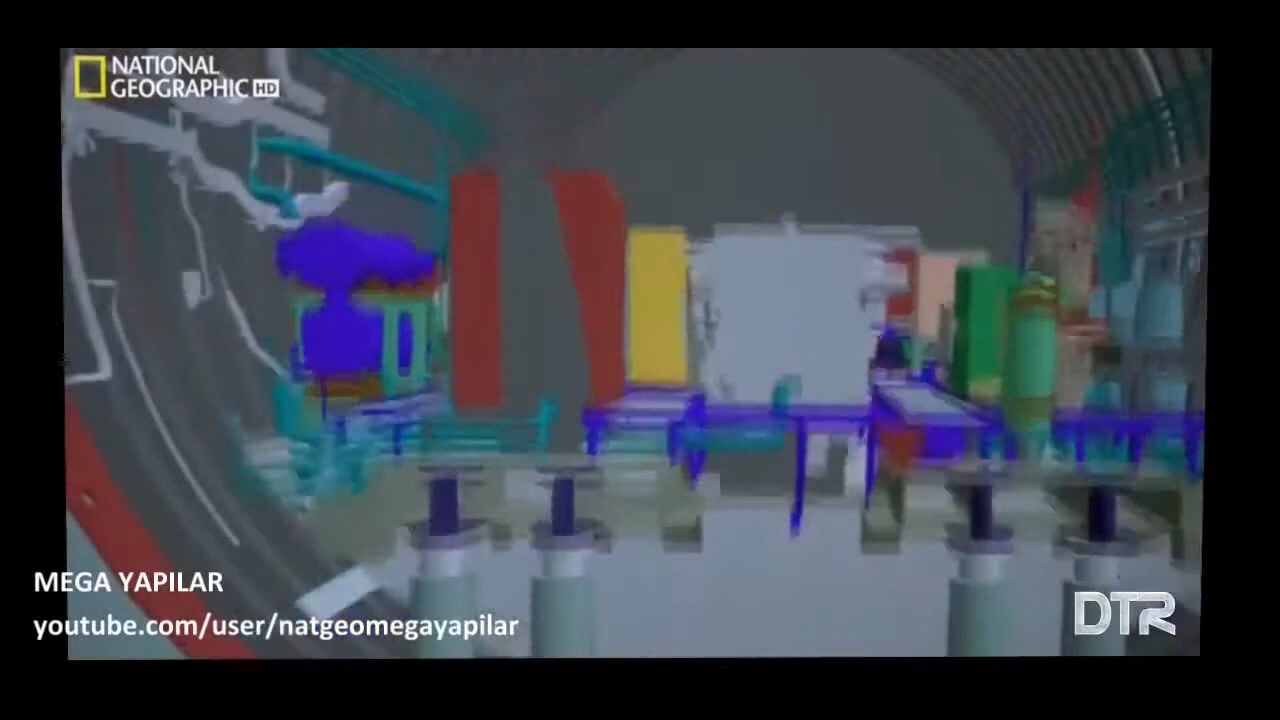 NATIONAL
GEOGRAPHIC HD
MEGA YAPILAR
youtube.com/user/natgeomegayapilar
DTR